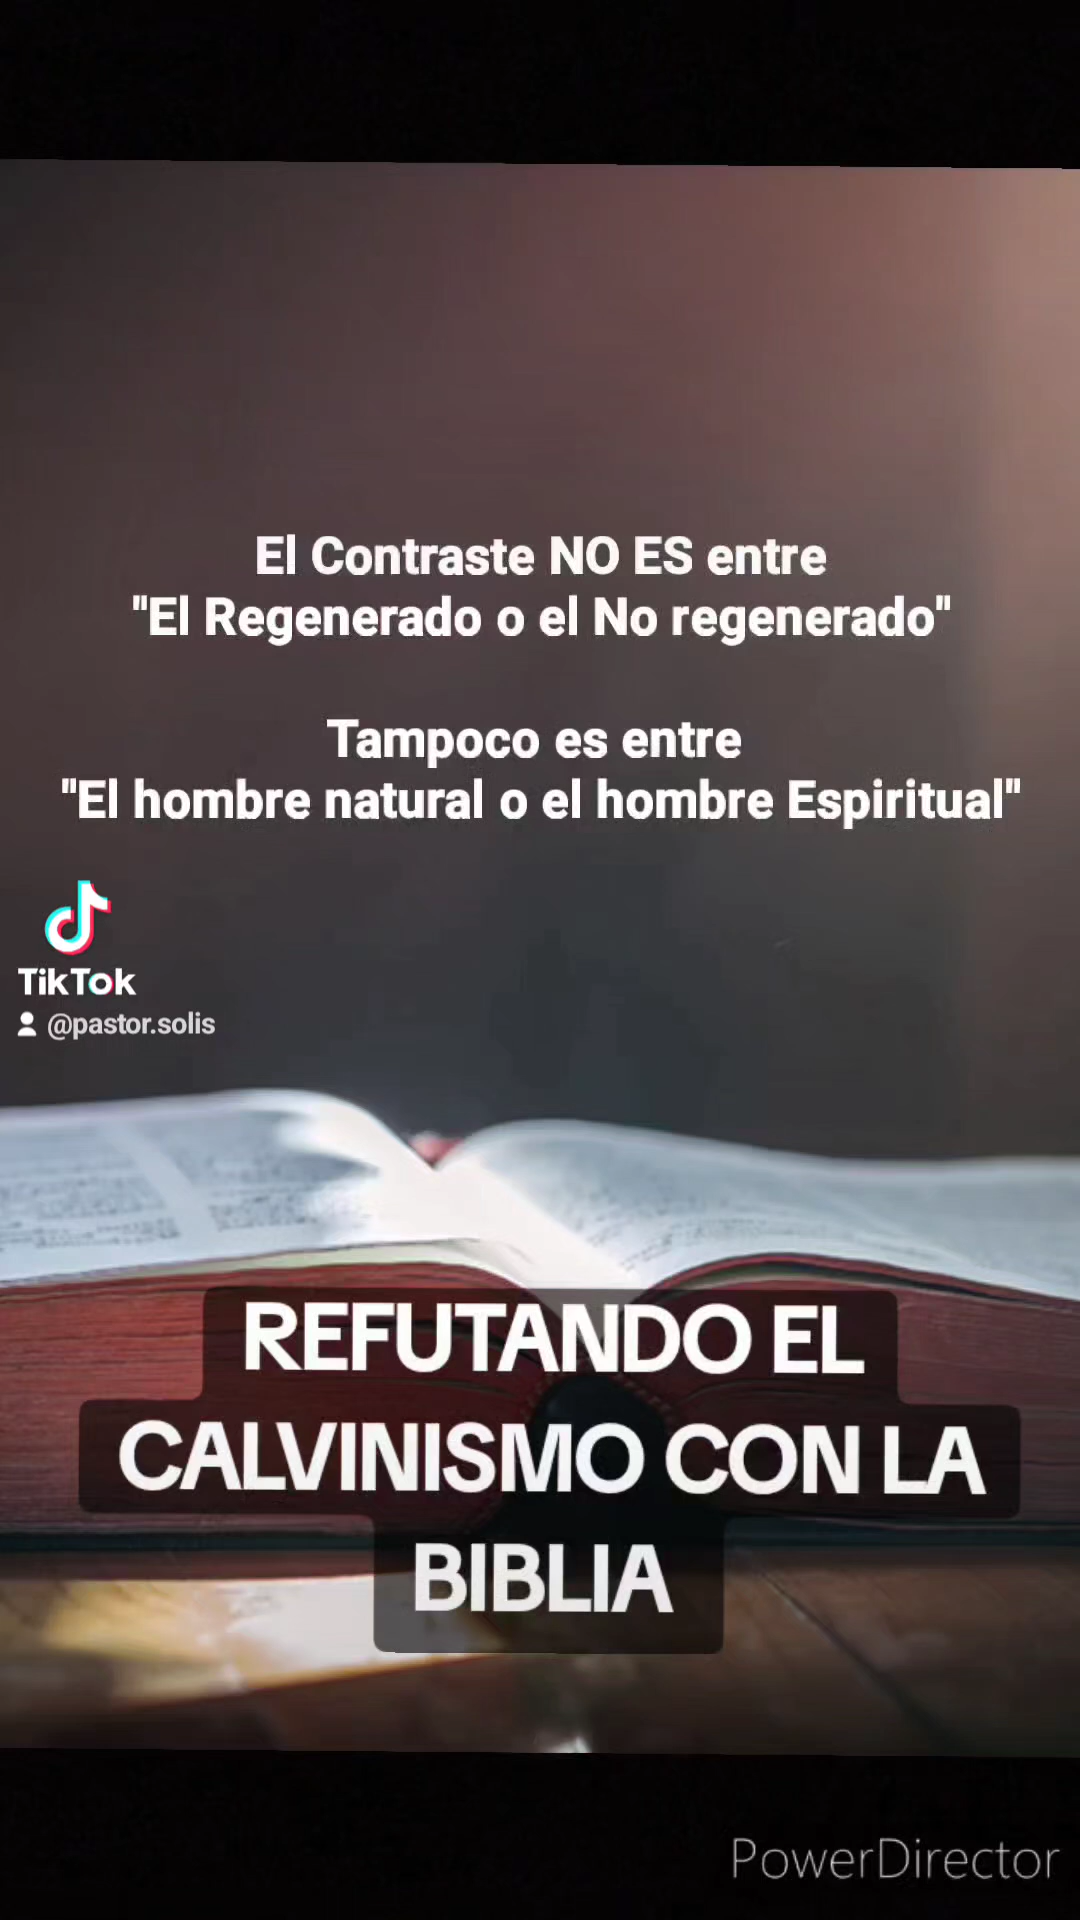 El Contraste NO ES entre
"El Regenerado o el No regenerado"
Tampoco es entre
"El hombre natural o el hombre Espiritual"
TikTok
@pastor.solis
REFUTANDO EL
CALVINISMO CON LA
BIBLIA
PowerDirector